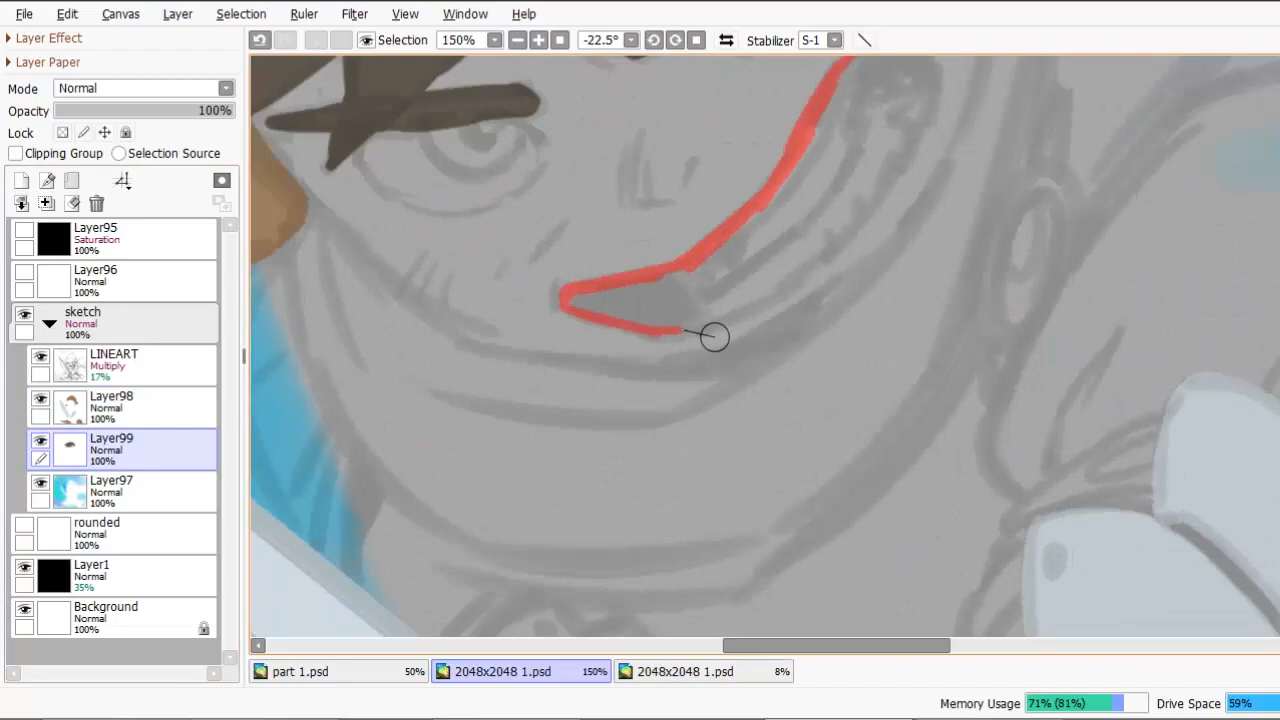 File Edit Canvas Layer Selection Ruler Filter View Window Help
Layer Effect
Selection 150% -22.5° Stabilizer S-1
Layer Paper
Mode Normal
Opacity 100%
Lock
Clipping Group Selection Source
Layer95
Saturation
100%
Layer96
Normal
100%
sketch
Normal
100%
LINEART
Multiply
17%
Layer98
Normal
100%
Layer99
Normal
100%
Layer97
Normal
100%
rounded
Normal
100%
Layer1
Normal
35%
Background
Normal
100%
part 1.psd 50% 2048x2048 1.psd 150% 2048x2048 1.psd 8%
Memory Usage 71% (81%) Drive Space 59%